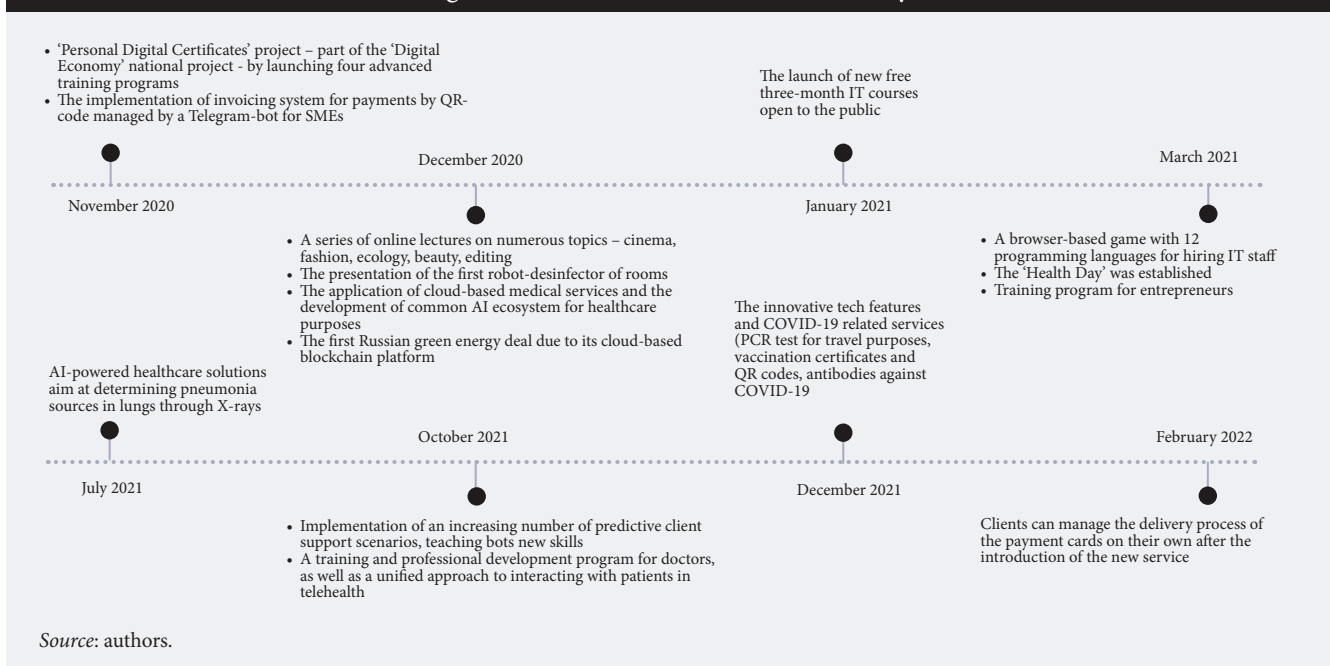 • ‘Personal Digital Certificates’ project – part of the ‘Digital
Economy’ national project - by launching four advanced
training programs
• The implementation of invoicing system for payments by QR-
code managed by a Telegram-bot for SMEs
The launch of new free
three-month IT courses
open to the public
December 2020
March 2021
November 2020
January 2021
• A series of online lectures on numerous topics – cinema,
fashion, ecology, beauty, editing
• The presentation of the first robot-desinfector of rooms
• The application of cloud-based medical services and the
development of common AI ecosystem for healthcare
purposes
• The first Russian green energy deal due to its cloud-based
blockchain platform
• A browser-based game with 12
programming languages for hiring IT staff
• The ‘Health Day’ was established
• Training program for entrepreneurs
AI-powered healthcare solutions
aim at determining pneumonia
sources in lungs through X-rays
The innovative tech features
and COVID-19 related services
(PCR test for travel purposes,
vaccination certificates and
QR codes, antibodies against
COVID-19
October 2021
February 2022
July 2021
December 2021
• Implementation of an increasing number of predictive client
support scenarios, teaching bots new skills
• A training and professional development program for doctors,
as well as a unified approach to interacting with patients in
telehealth
Clients can manage the delivery process of
the payment cards on their own after the
introduction of the new service
Source: authors.